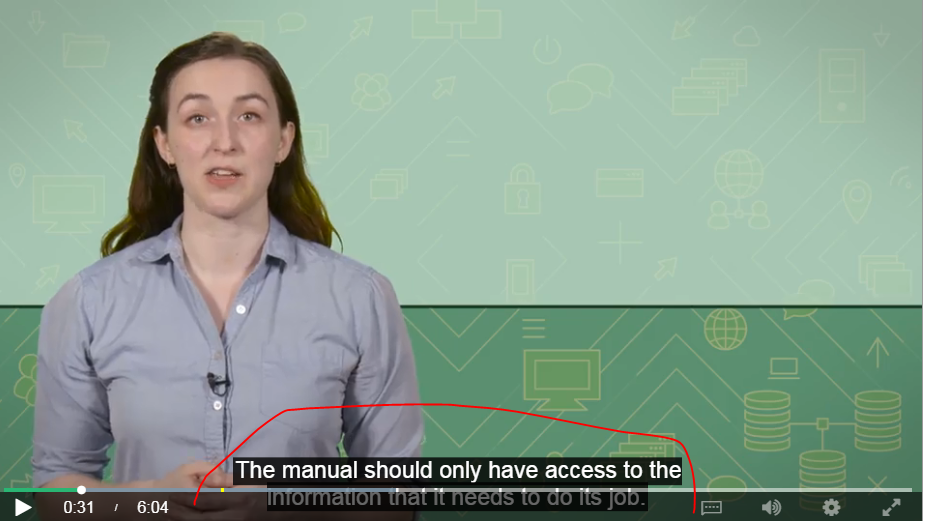 The manual should only have access to the
information that it needs to do its job.
0:31 / 6:04